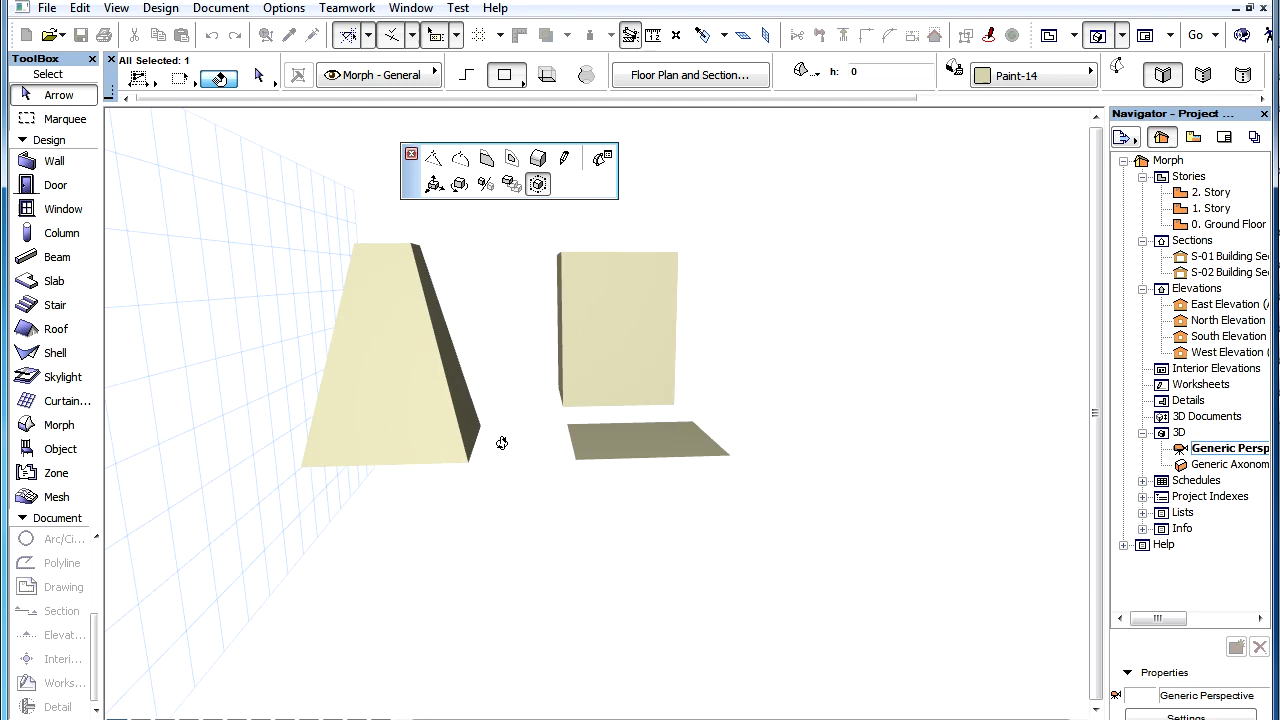 File Edit View Design Document Options Teamwork Window Test Help
Go
ToolBox
Select
Arrow
Marquee
Design
Wall
Door
Window
Column
Beam
Slab
Stair
Roof
Shell
Skylight
Curtain...
Morph
Object
Zone
Mesh
Document
Arc/Ci...
Polyline
Drawing
Section
Elevat...
Interi...
Works...
Detail
All Selected: 1
Morph - General
Floor Plan and Section...
h: 0
Paint-14
Navigator - Project ...
Morph
Stories
2. Story
1. Story
0. Ground Floor
Sections
S-01 Building Se
S-02 Building Se
Elevations
East Elevation (
North Elevation
South Elevation
West Elevation (
Interior Elevations
Worksheets
Details
3D Documents
3D
Generic Persp
Generic Axonom
Schedules
Project Indexes
Lists
Info
Help
Properties
Generic Perspective
Settings